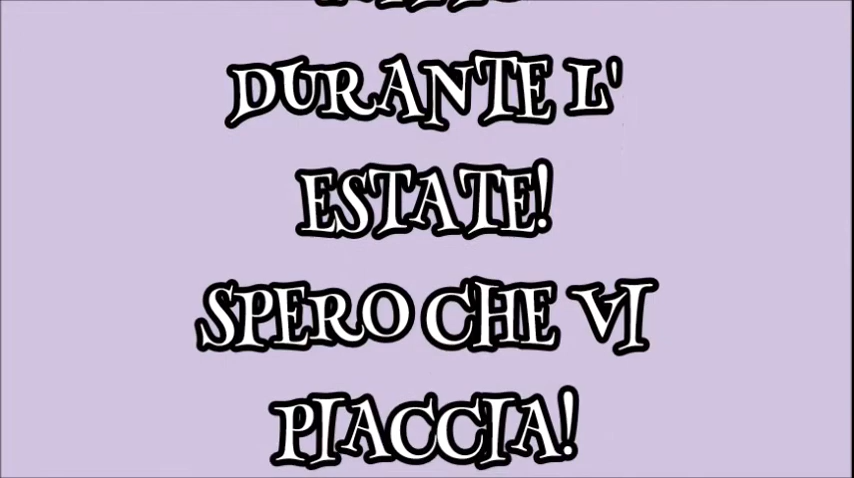 DURANTE L'
ESTATE!
SPERO CHE VI
PIACCIA!